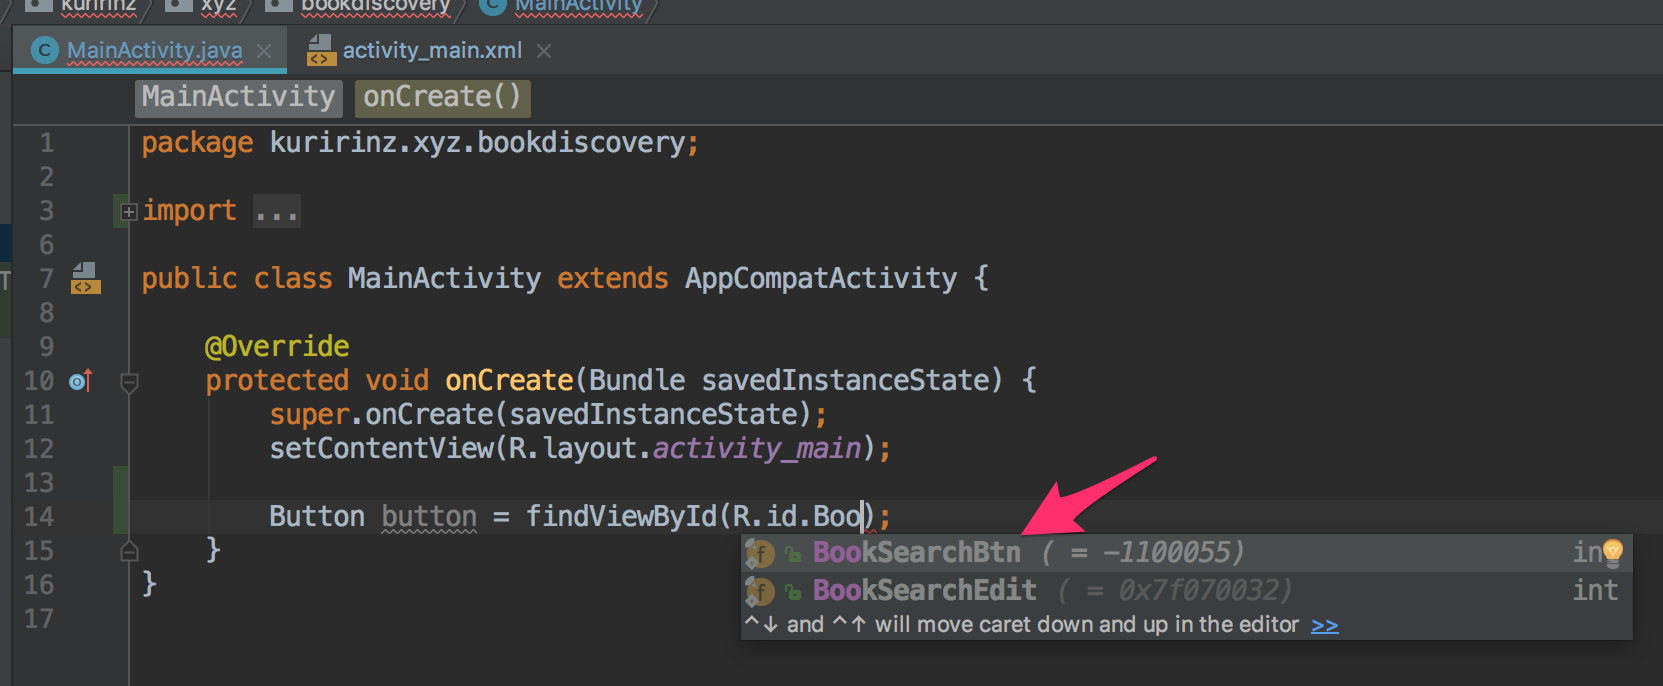 kuririnz xyz bookdiscovery C MainActivity
C MainActivity.java × <> activity_main.xml ×
MainActivity onCreate()
1 package kuririnz.xyz.bookdiscovery;
2
3 import ...
6
7 <> public class MainActivity extends AppCompatActivity {
8
9 @Override
10 protected void onCreate(Bundle savedInstanceState) {
11 super.onCreate(savedInstanceState);
12 setContentView(R.layout.activity_main);
13
14 Button button = findViewById(R.id.Boo);
15 }
16 }
17
f BookSearchBtn ( = -1100055)
f BookSearchEdit ( = 0x7f070032) int
^↓ and ^↑ will move caret down and up in the editor >>